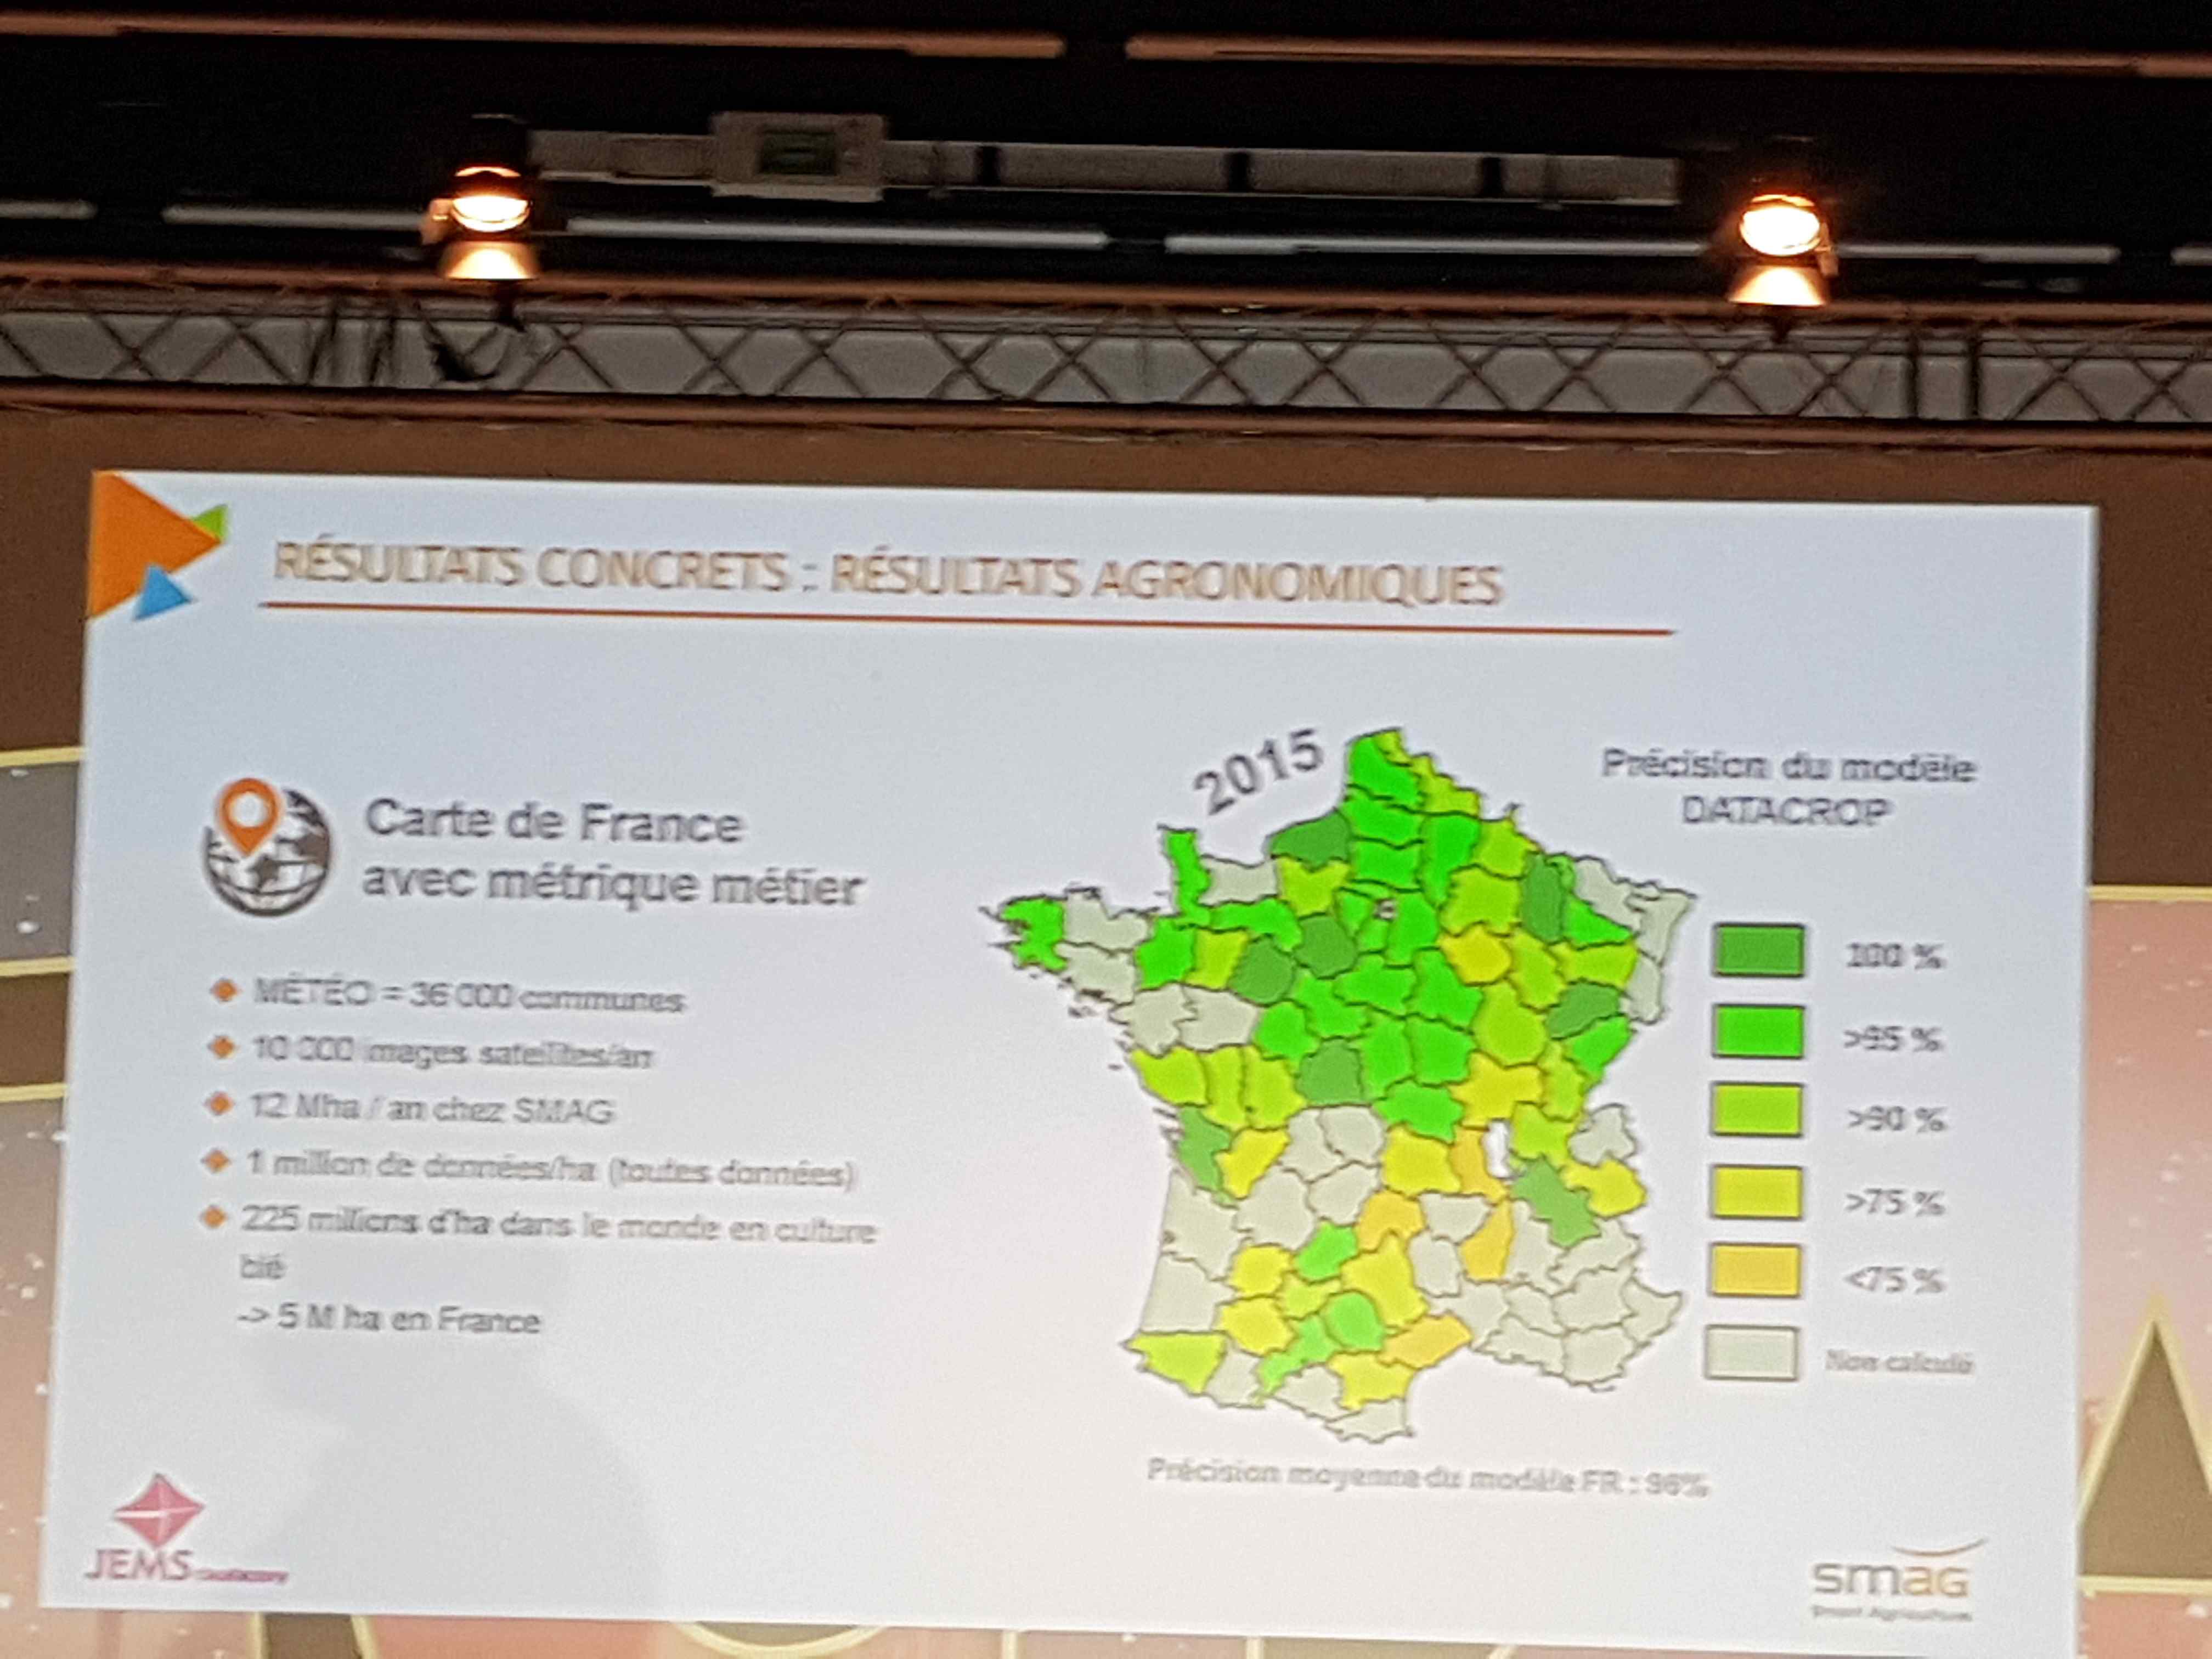 RÉSULTATS CONCRETS : RÉSULTATS AGRONOMIQUES
Carte de France
avec métrique métier
MÉTÉO = 36 000 communes
10 000 images satellites/an
12 Mha / an chez SMAG
1 million de données/ha (toutes données)
225 millions d'ha dans le monde en culture
blé
-> 5 M ha en France
2015
Précision du modèle
DATACROP
100 %
>95 %
>90 %
>75 %
<75 %
Non calculé
Précision moyenne du modèle FR : 96%
JEMS
smag
Smart Agriculture